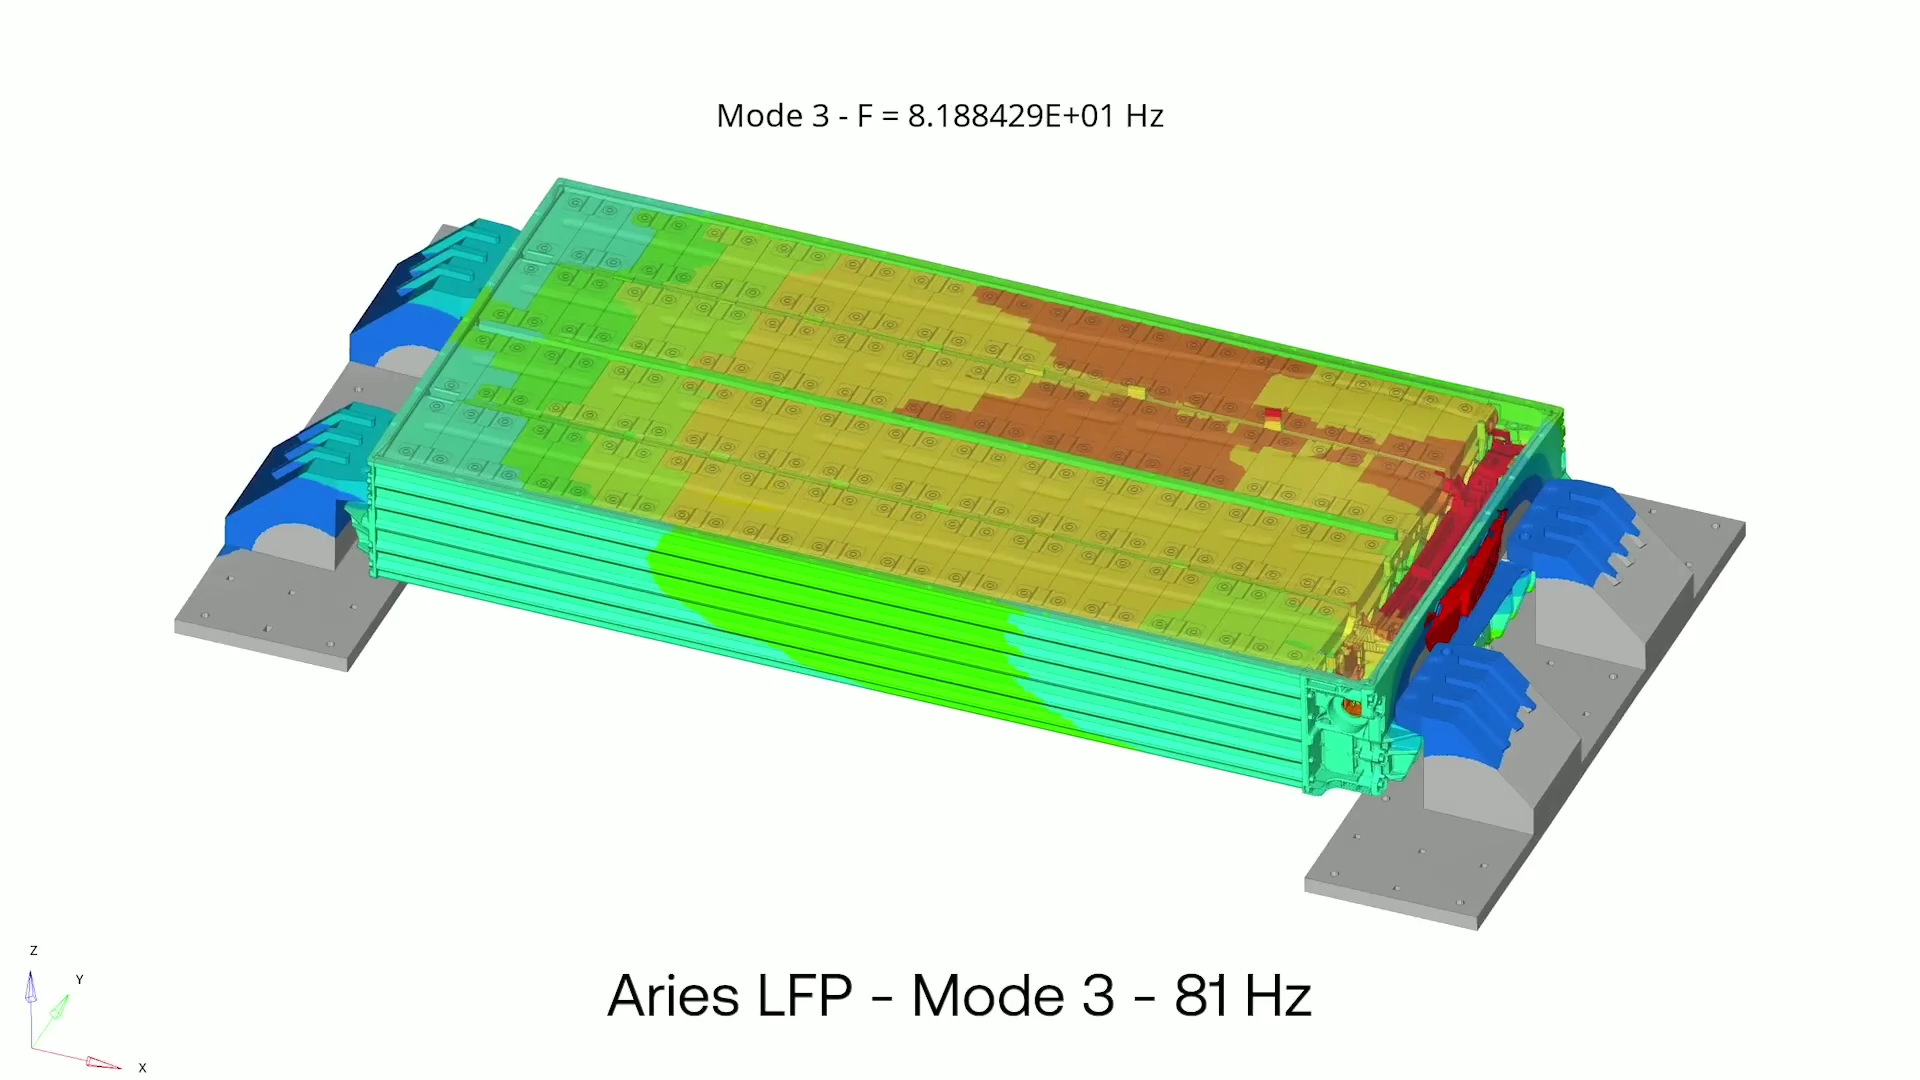 Mode 3 - F = 8.188429E+01 Hz
Z
Y
X
Aries LFP - Mode 3 - 81 Hz